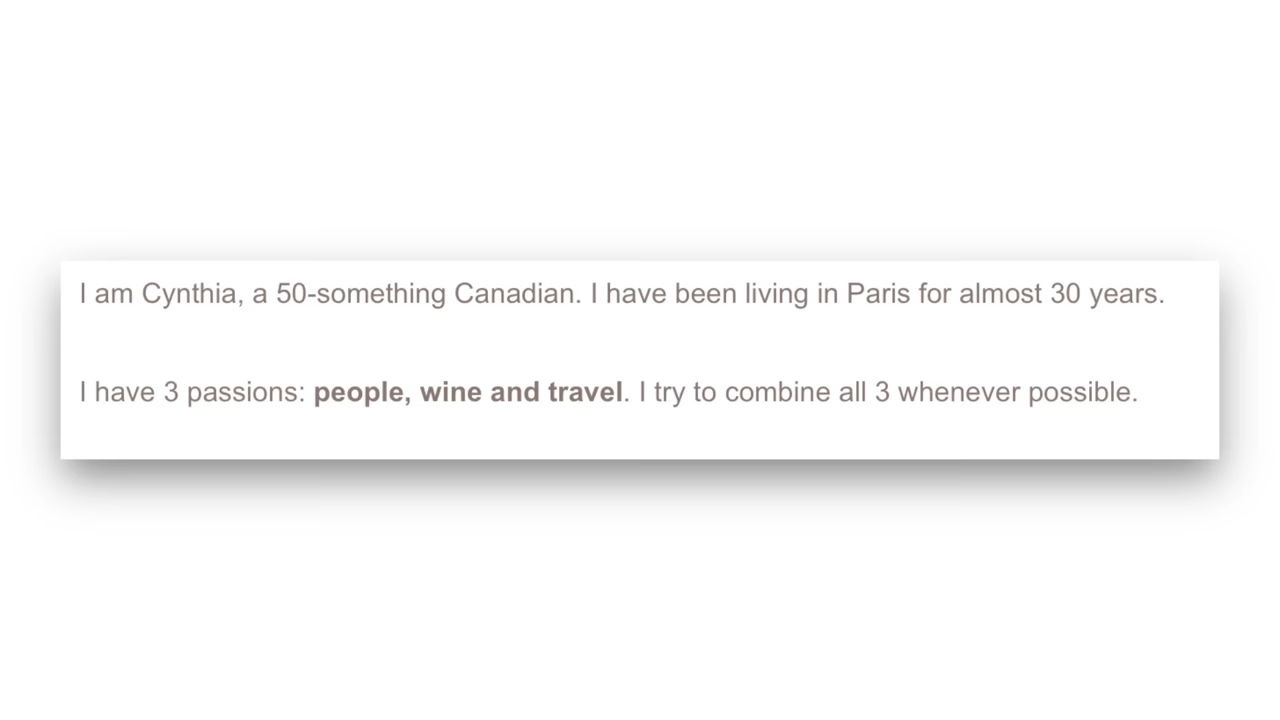 I am Cynthia, a 50-something Canadian. I have been living in Paris for almost 30 years.
I have 3 passions: people, wine and travel. I try to combine all 3 whenever possible.